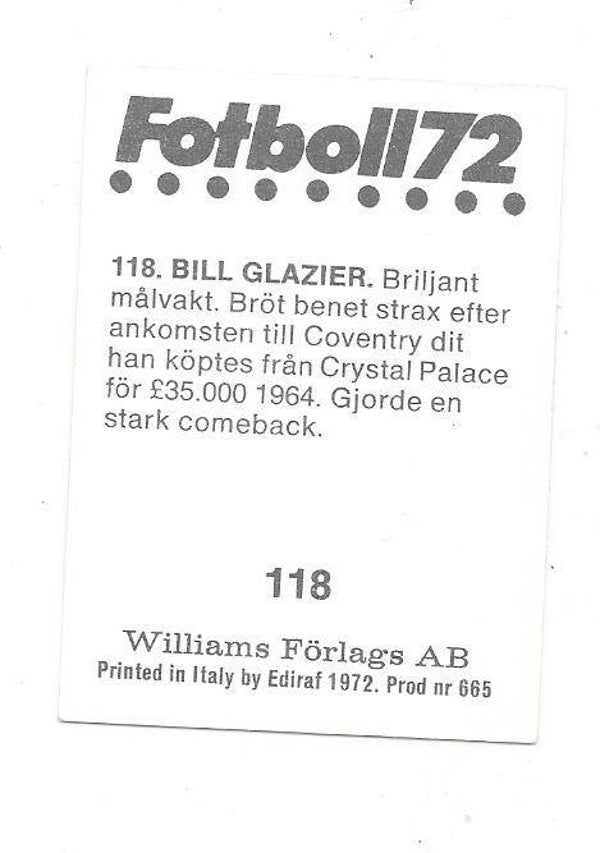 Fotboll72
118. BILL GLAZIER. Briljant
målvakt. Bröt benet strax efter
ankomsten till Coventry dit
han köptes från Crystal Palace
för £35.000 1964. Gjorde en
stark comeback.
118
Williams Förlags AB
Printed in Italy by Ediraf 1972. Prod nr 665